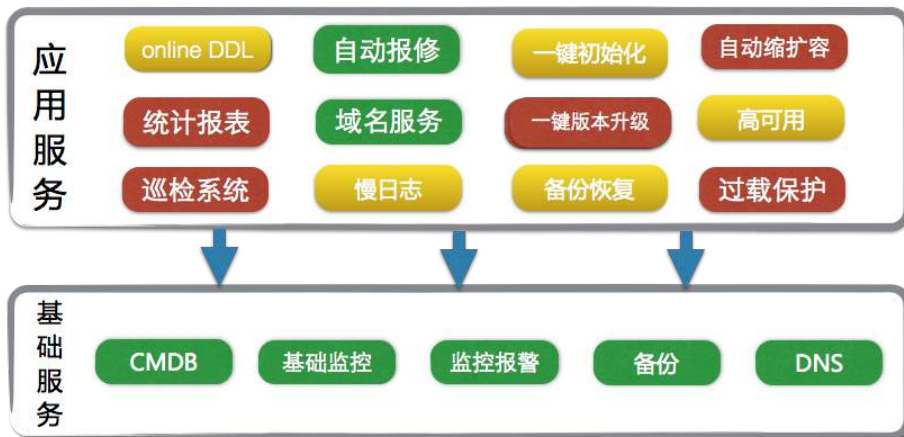 应用服务
online DDL
自动报修
一键初始化
自动缩扩容
统计报表
域名服务
一键版本升级
高可用
巡检系统
慢日志
备份恢复
过载保护
基础服务
CMDB
基础监控
监控报警
备份
DNS